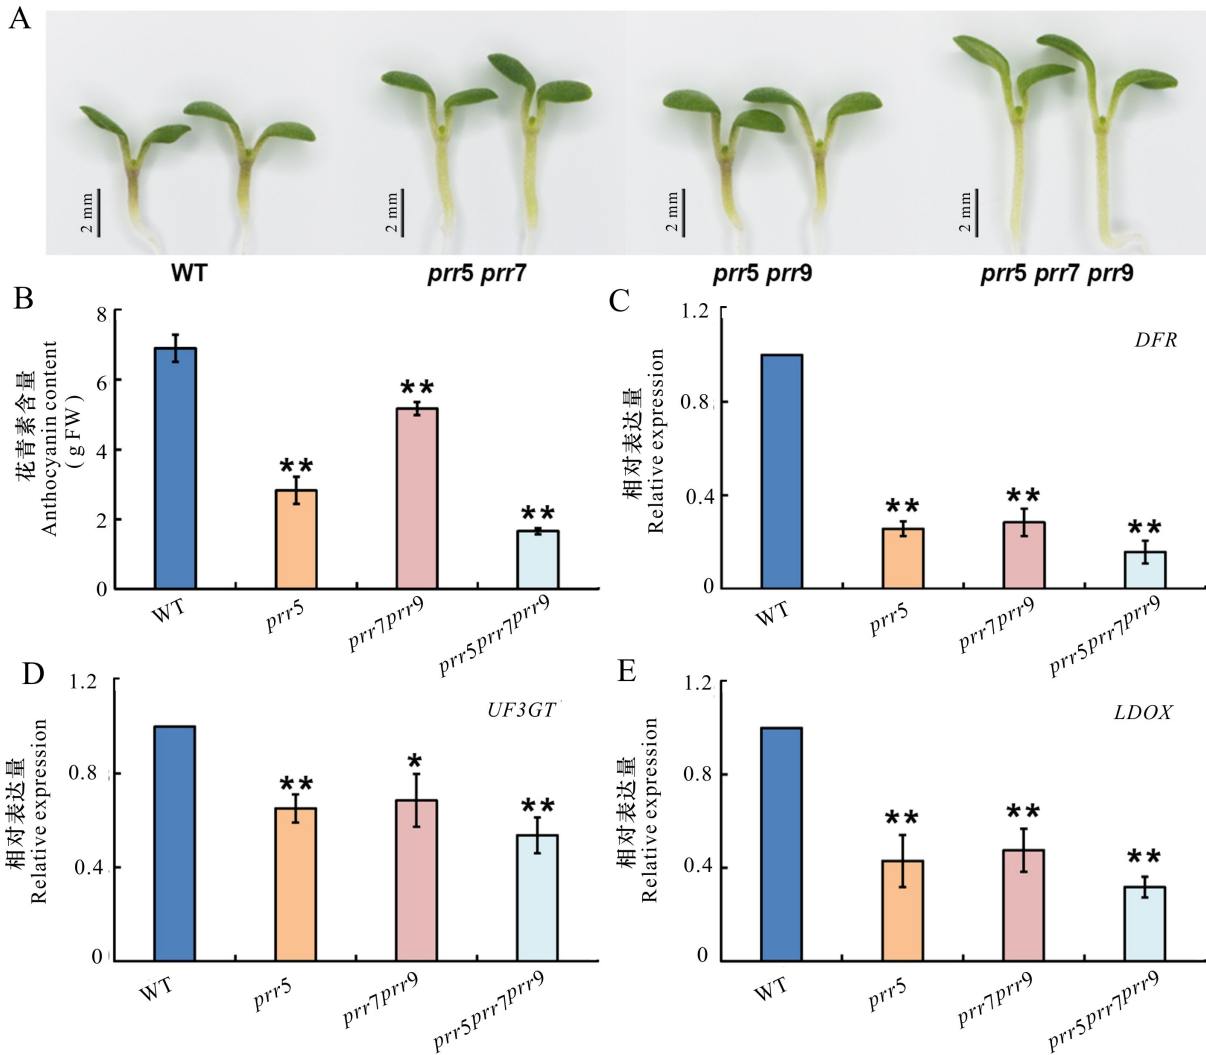 A
2 mm
2 mm
2 mm
2 mm
WT
prr5 prr7
prr5 prr9
prr5 prr7 prr9
B
花青素含量
Anthocyanin content
( g FW )
8
6
4
2
0
**
**
**
WT
prr5
prr7prr9
prr5prr7prr9
C
相对表达量
Relative expression
1.2
0.8
0.4
0
DFR
**
**
**
WT
prr5
prr7prr9
prr5prr7prr9
D
相对表达量
Relative expression
1.2
0.8
0.4
0
UF3GT
**
*
**
WT
prr5
prr7prr9
prr5prr7prr9
E
相对表达量
Relative expression
1.2
0.8
0.4
0
LDOX
**
**
**
WT
prr5
prr7prr9
prr5prr7prr9